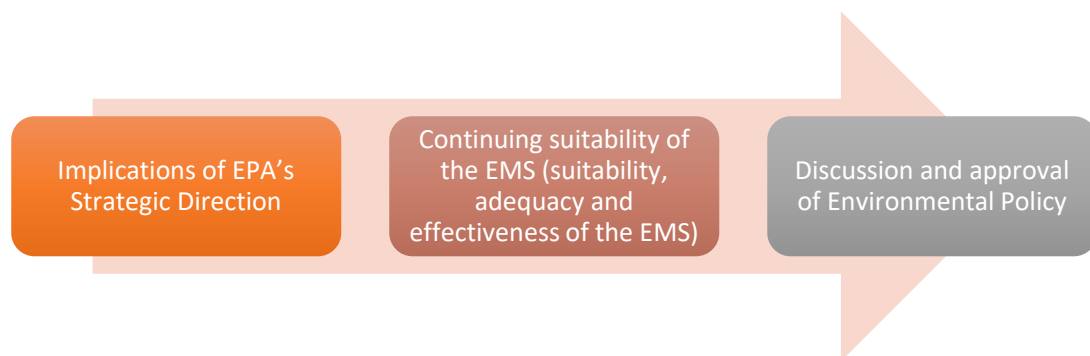 Implications of EPA’s
Strategic Direction
Continuing suitability of
the EMS (suitability,
adequacy and
effectiveness of the EMS)
Discussion and approval
of Environmental Policy